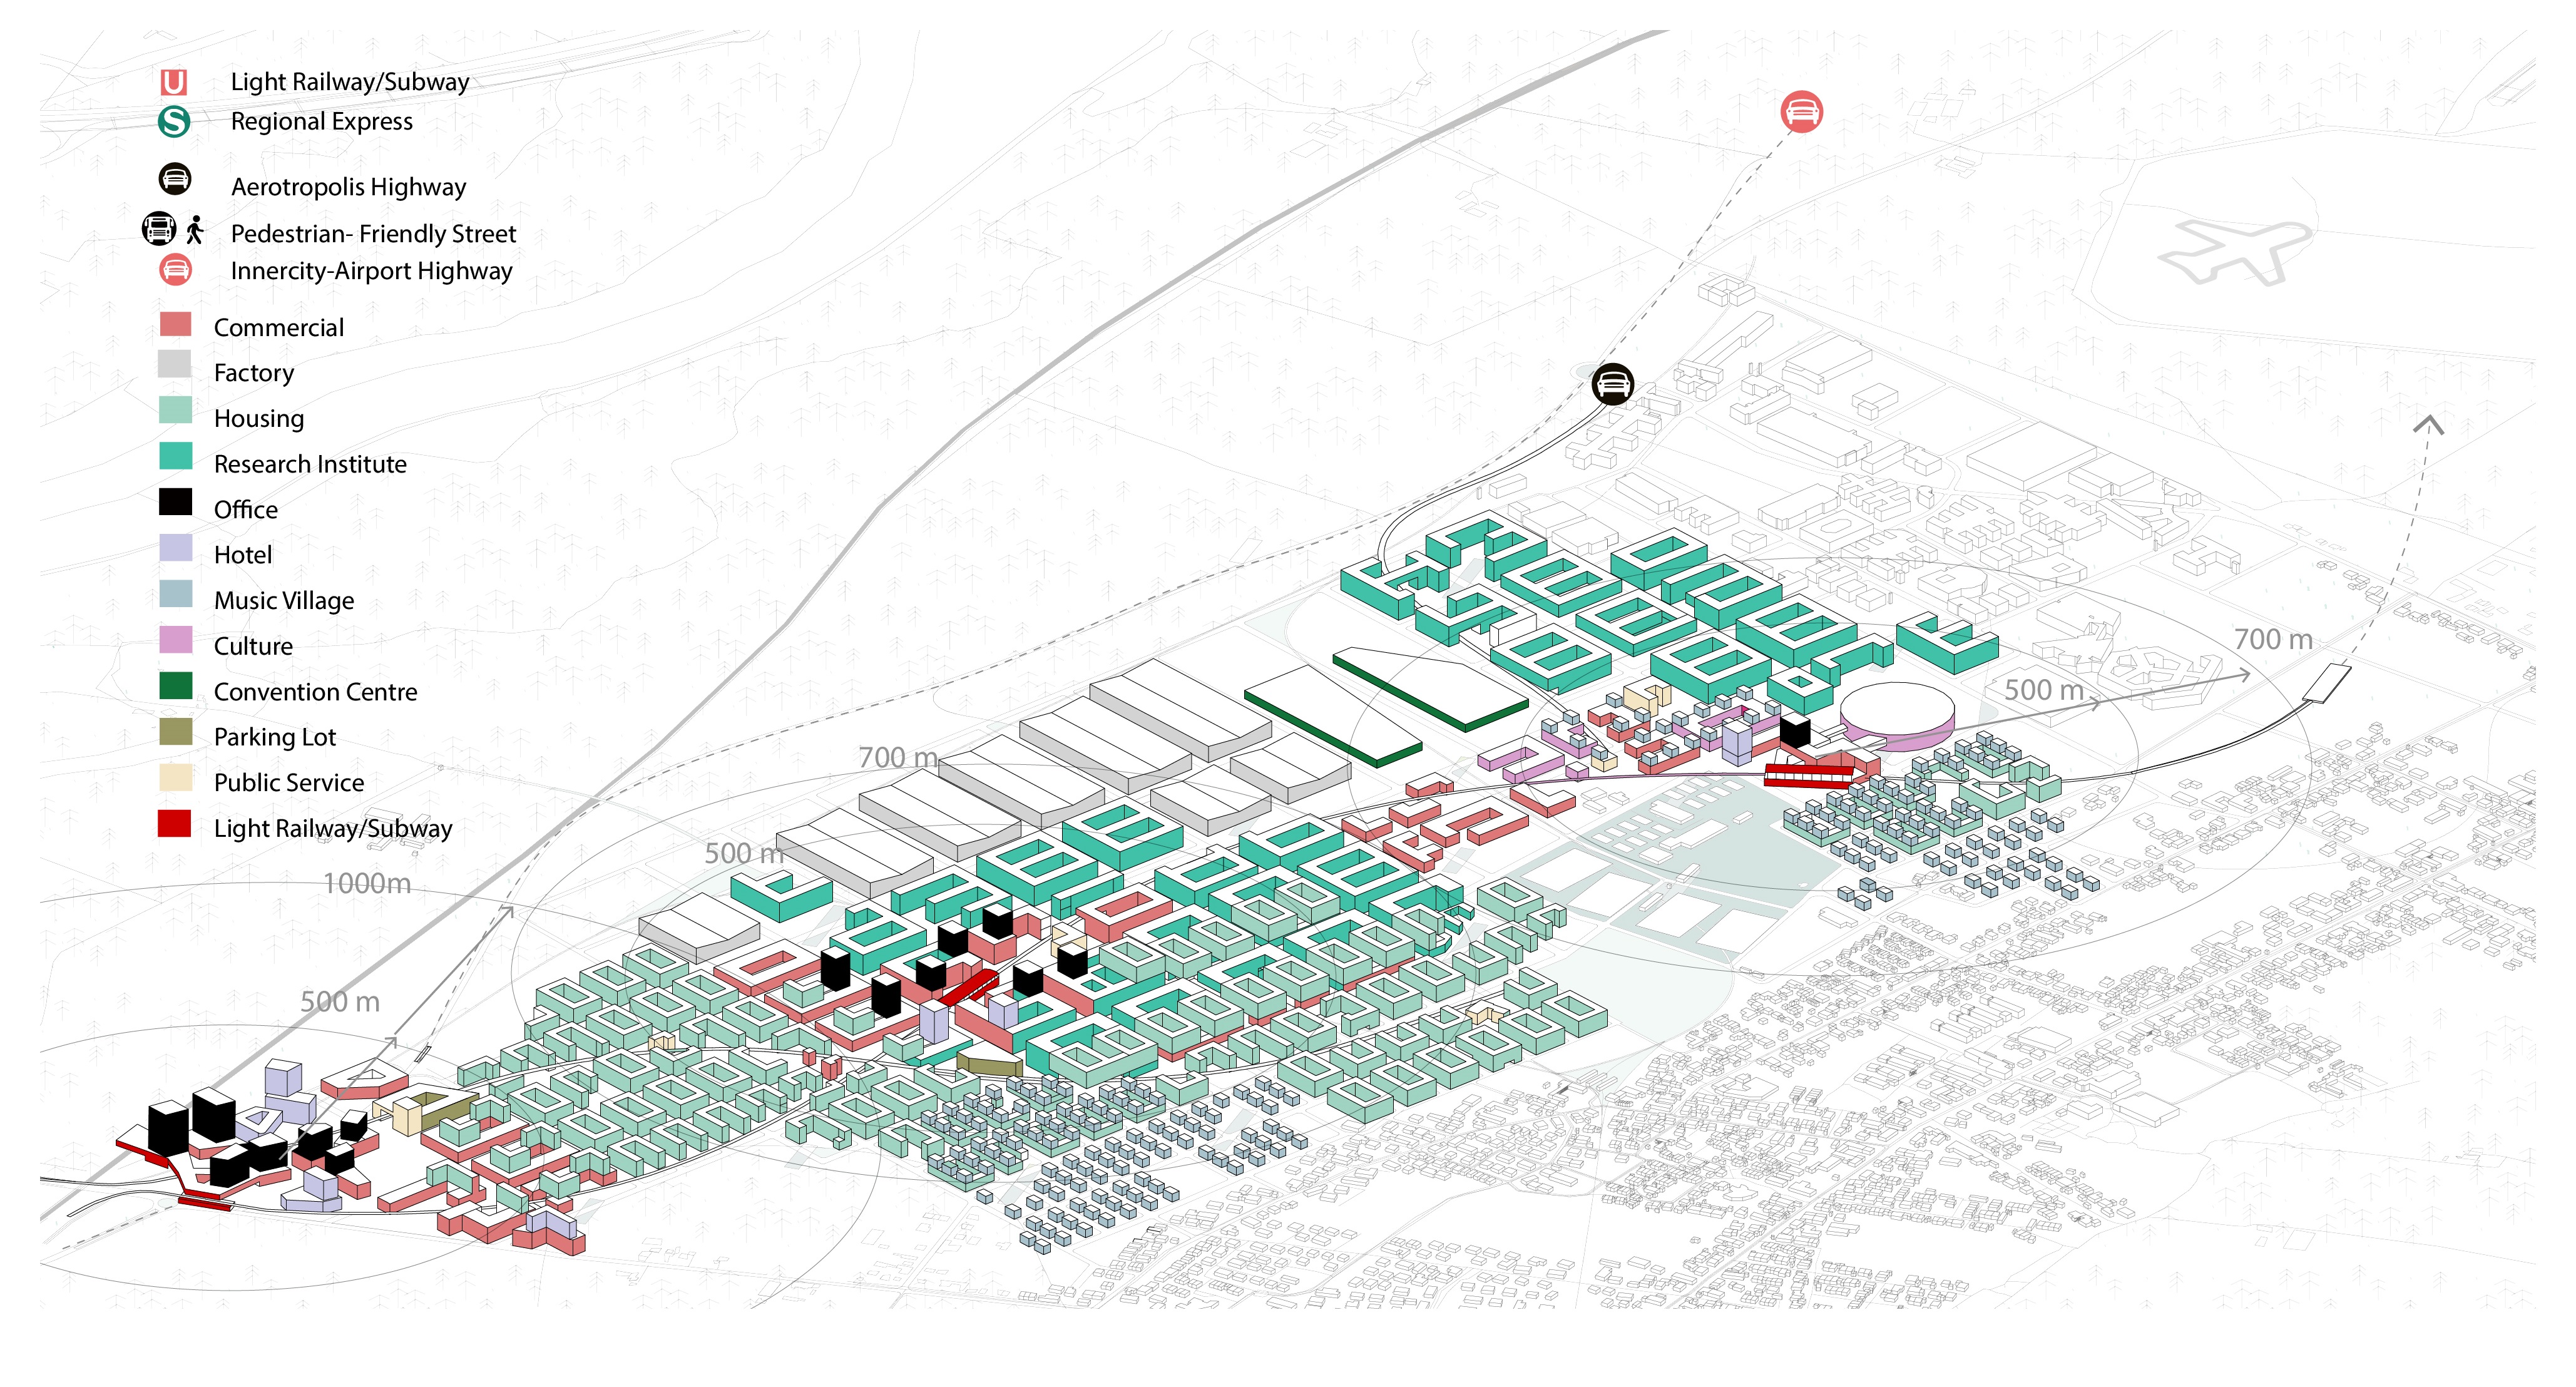 U Light Railway/Subway
S Regional Express
Aerotropolis Highway
Pedestrian- Friendly Street
Innercity-Airport Highway
Commercial
Factory
Housing
Research Institute
Office
Hotel
Music Village
Culture
Convention Centre
Parking Lot
Public Service
Light Railway/Subway
700 m
500 m
700 m
500 m
1000m
500 m